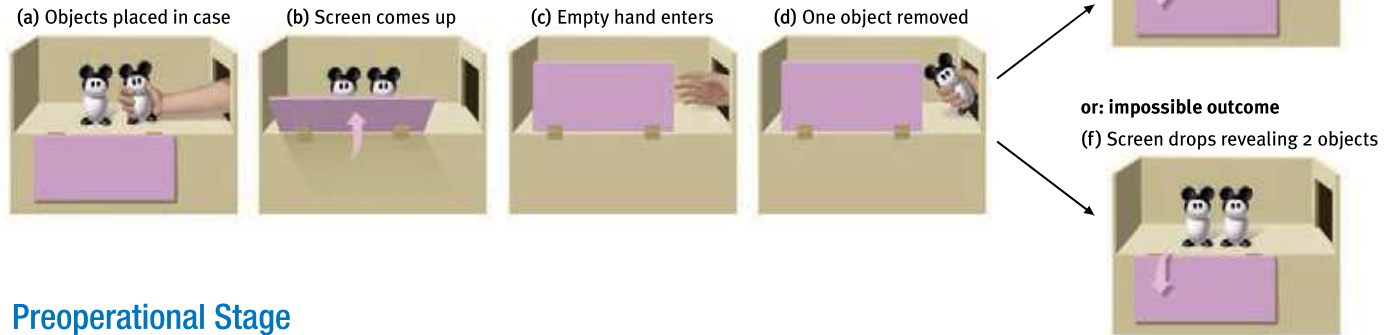 (a) Objects placed in case
(b) Screen comes up
(c) Empty hand enters
(d) One object removed
or: impossible outcome
(f) Screen drops revealing 2 objects
Preoperational Stage